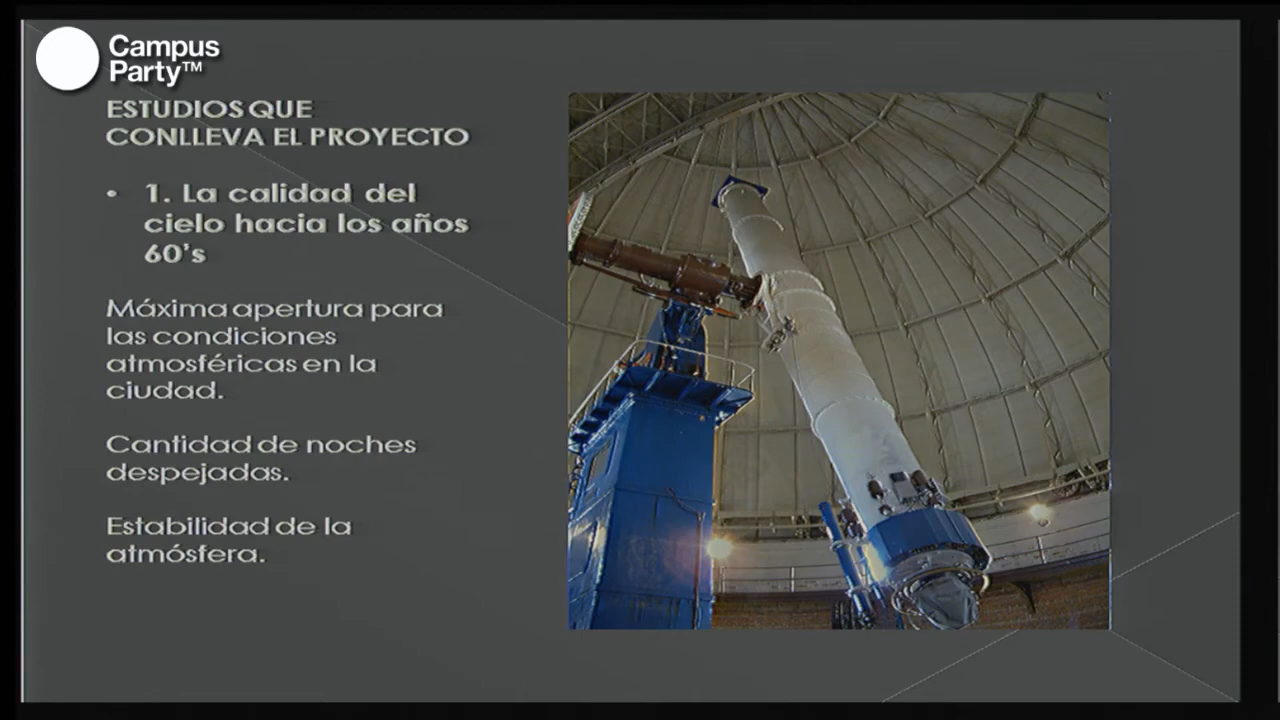 Campus
Party™
ESTUDIOS QUE
CONLLEVA EL PROYECTO
• 1. La calidad del
cielo hacia los años
60's
Máxima apertura para
las condiciones
atmosféricas en la
ciudad.
Cantidad de noches
despejadas.
Estabilidad de la
atmósfera.